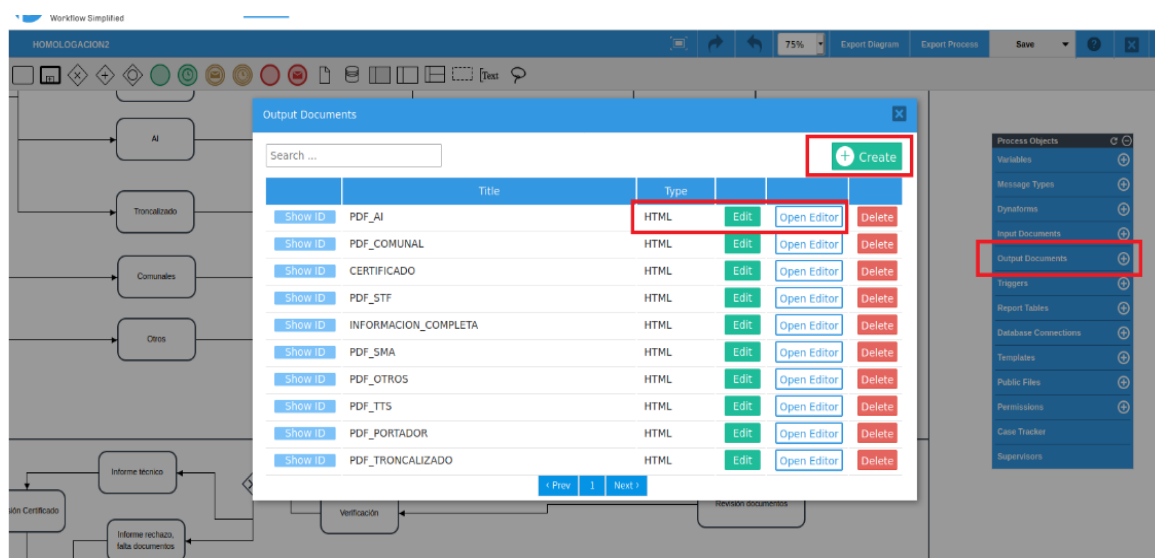 Workflow Simplified
HOMOLOGACION2
75%
Export Diagram
Export Process
Save
?
Text
AI
Troncalizado
Comunales
Otros
Output Documents
Search ...
Create
Title Type
Show ID PDF_AI HTML Edit Open Editor Delete
Show ID PDF_COMUNAL HTML Edit Open Editor Delete
Show ID CERTIFICADO HTML Edit Open Editor Delete
Show ID PDF_STF HTML Edit Open Editor Delete
Show ID INFORMACION_COMPLETA HTML Edit Open Editor Delete
Show ID PDF_SMA HTML Edit Open Editor Delete
Show ID PDF_OTROS HTML Edit Open Editor Delete
Show ID PDF_TTS HTML Edit Open Editor Delete
Show ID PDF_PORTADOR HTML Edit Open Editor Delete
Show ID PDF_TRONCALIZADO HTML Edit Open Editor Delete
‹ Prev 1 Next ›
Process Objects
Variables
Message Types
Dynaforms
Input Documents
Output Documents
Triggers
Report Tables
Database Connections
Templates
Public Files
Permissions
Case Tracker
Supervisors
Informe técnico
ión Certificado
Informe rechazo,
falta documentos
Verificación
Revisión documentos